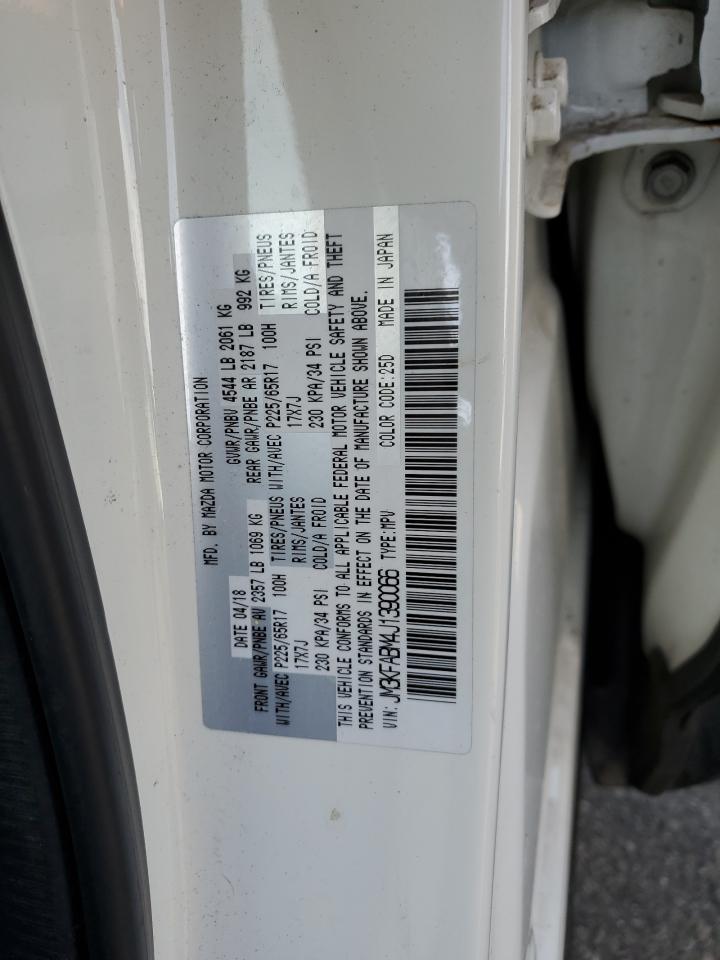 MFD. BY MAZDA MOTOR CORPORATION
DATE 04/18 GVWR/PNBV 4544 LB 2061 KG
FRONT GAWR/PNBE AV 2357 LB 1069 KG REAR GAWR/PNBE AR 2187 LB 992 KG
WITH/AVEC P225/65R17 100H TIRES/PNEUS WITH/AVEC P225/65R17 100H TIRES/PNEUS
17X7J RIMS/JANTES 17X7J RIMS/JANTES
230 KPA/34 PSI COLD/A FROID 230 KPA/34 PSI COLD/A FROID
THIS VEHICLE CONFORMS TO ALL APPLICABLE FEDERAL MOTOR VEHICLE SAFETY AND THEFT
PREVENTION STANDARDS IN EFFECT ON THE DATE OF MANUFACTURE SHOWN ABOVE.
VIN: JM3KFABM4J1390066 TYPE:MPV COLOR CODE:25D MADE IN JAPAN